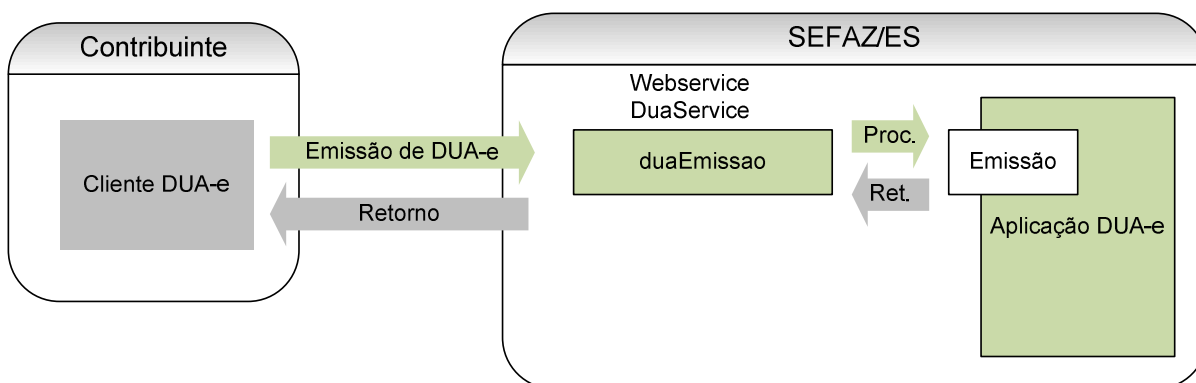 Contribuinte
SEFAZ/ES
Webservice
DuaService
Cliente DUA-e
Emissão de DUA-e
Retorno
duaEmissao
Proc.
Ret.
Emissão
Aplicação DUA-e